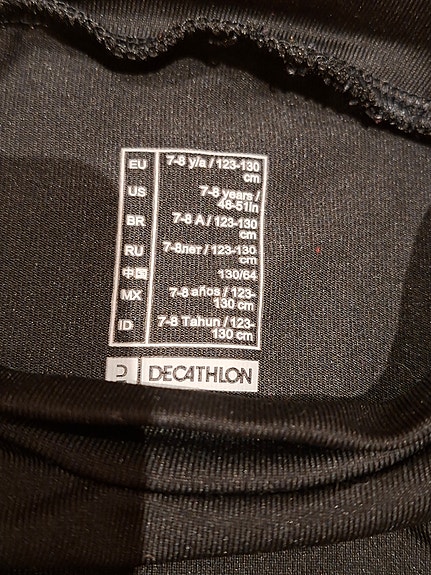 EU 7-8 y/a / 123-130
cm
US 7-8 years /
48-51in
BR 7-8 A / 123-130
cm
RU 7-8лет / 123-130
cm
中国 130/64
MX 7-8 años / 123-
130 cm
ID 7-8 Tahun / 123-
130 cm
DECATHLON